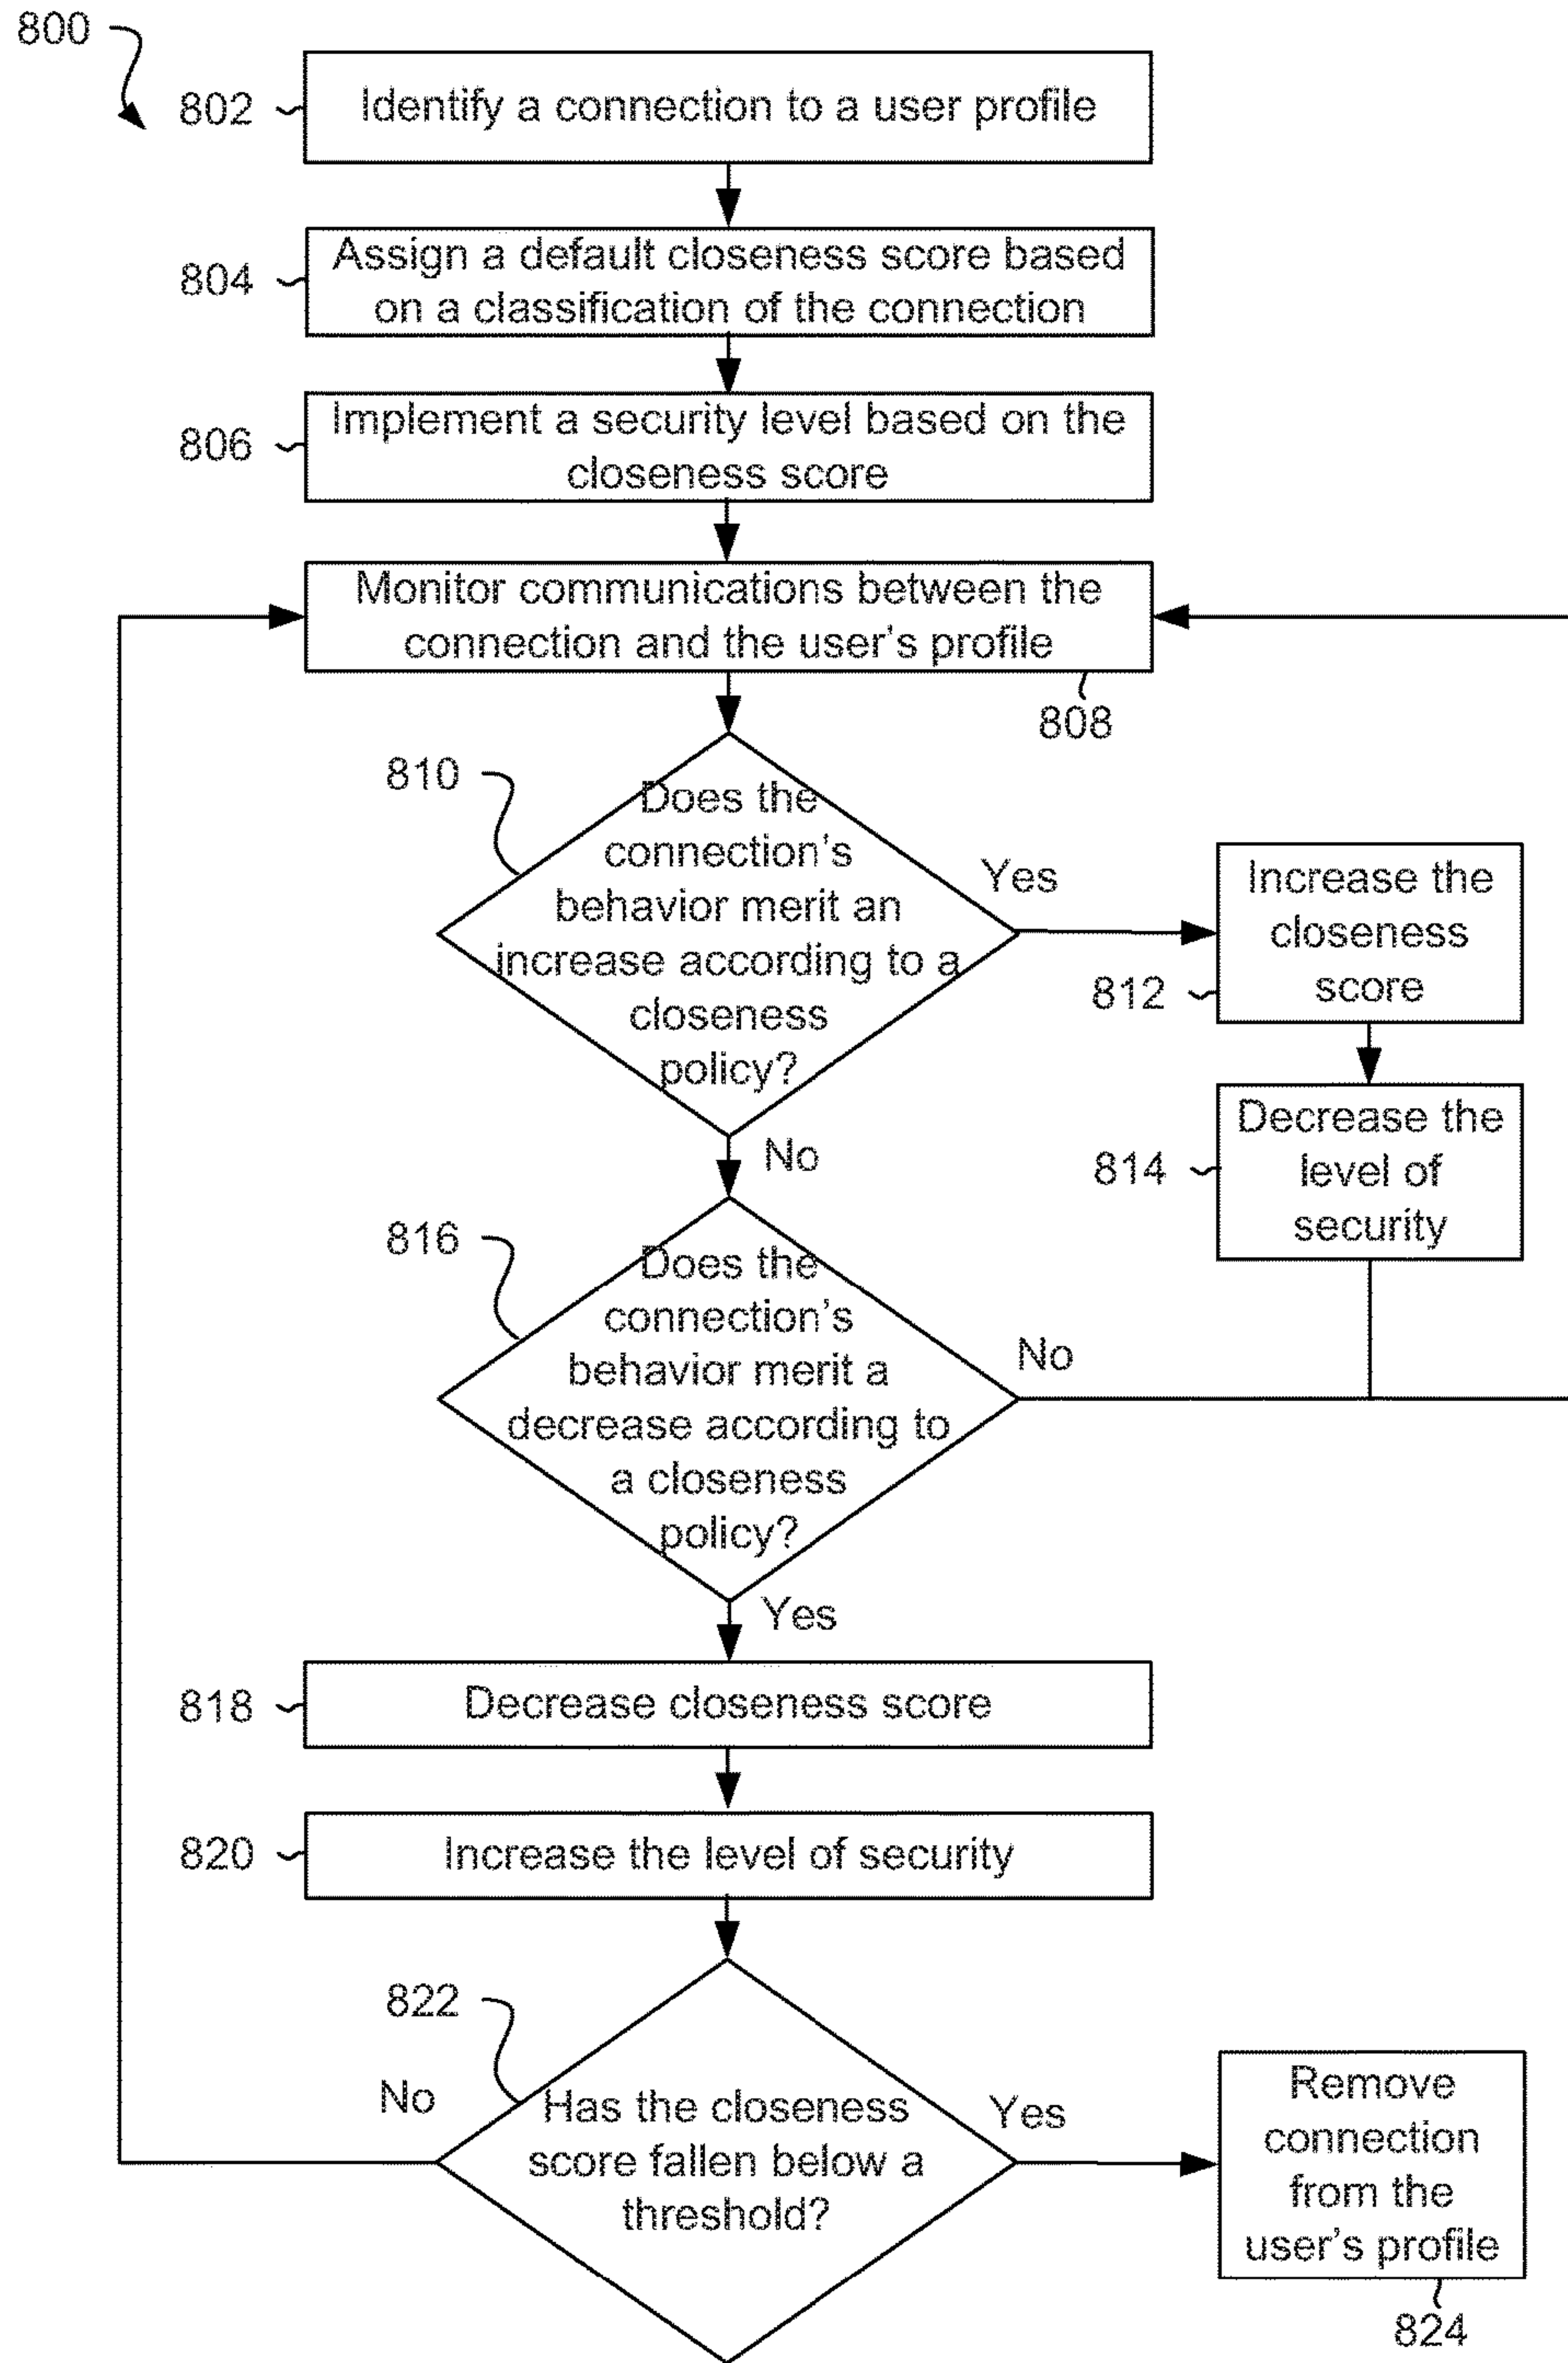 800
802
Identify a connection to a user profile
804
Assign a default closeness score based
on a classification of the connection
806
Implement a security level based on the
closeness score
Monitor communications between the
connection and the user's profile
808
810
Does the
connection's
behavior merit an
increase according to a
closeness
policy?
Yes
No
812
Increase the
closeness
score
814
Decrease the
level of
security
816
Does the
connection's
behavior merit a
decrease according to
a closeness
policy?
No
Yes
818
Decrease closeness score
820
Increase the level of security
822
Has the closeness
score fallen below a
threshold?
No
Yes
Remove
connection
from the
user's profile
824